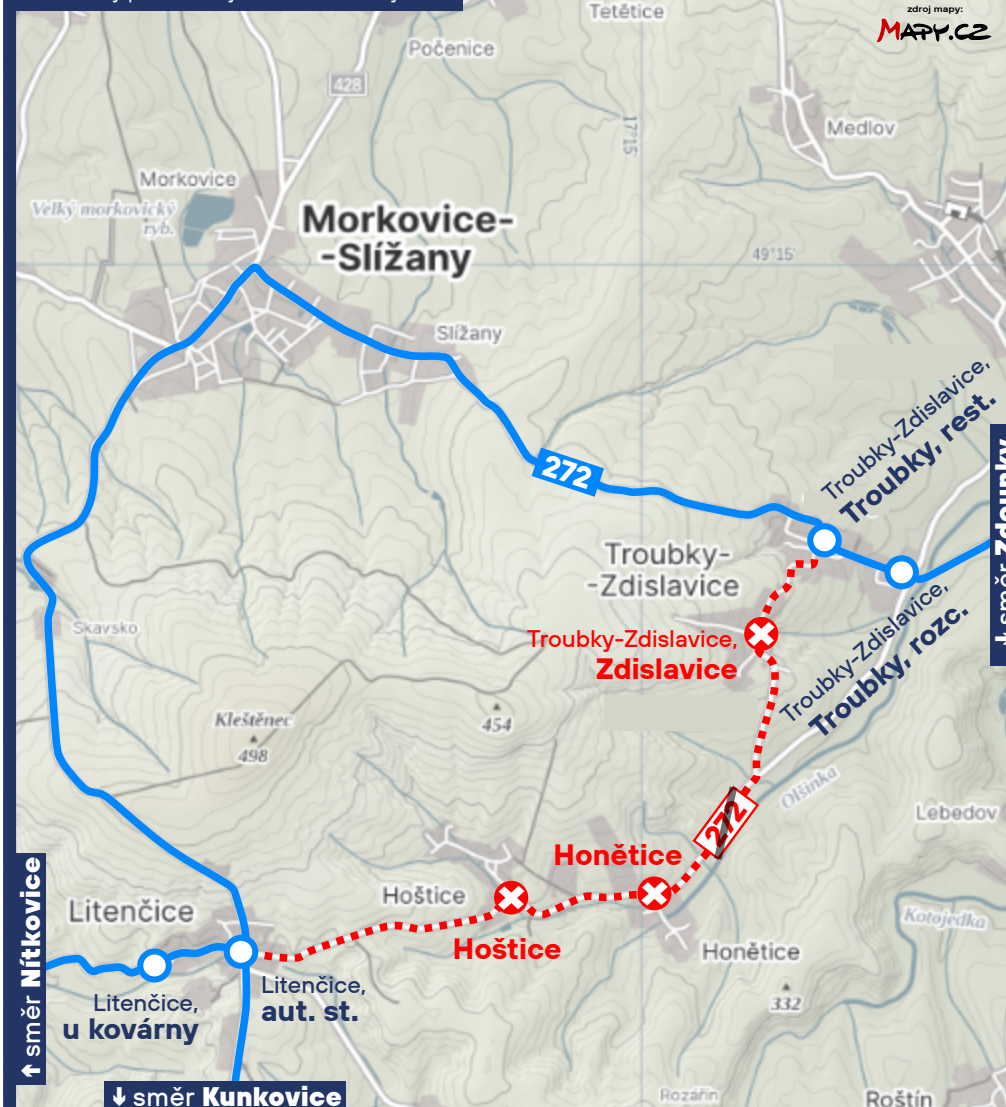 zdroj mapy:
MAPY.CZ
Tetětice
Počenice
428
17°15'
Medlov
Morkovice
Velký morkovický
ryb.
Morkovice-
-Slížany
49°15'
Slížany
Troubky-Zdislavice,
Troubky, rest.
272
směr Zdounky
Troubky-
-Zdislavice
Troubky-Zdislavice,
Zdislavice
Troubky-Zdislavice,
Troubky, rozc.
Skavsko
Kleštěnec
498
454
Olšinka
272
Lebedov
Honětice
Hoštice
Hoštice
Litenčice
Kotojedka
Honětice
↑ směr Nítkovice
Litenčice,
u kovárny
Litenčice,
aut. st.
332
↓ směr Kunkovice
Rozařín
Roštín